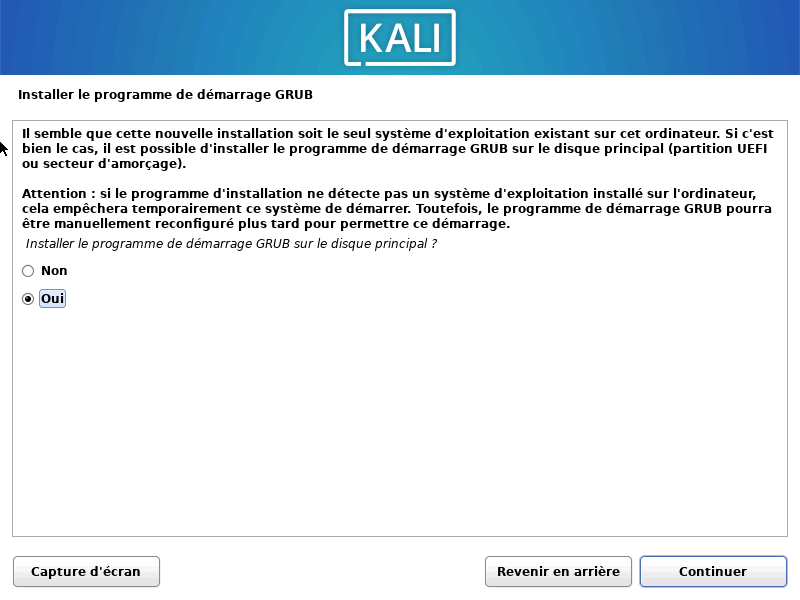 KALI
Installer le programme de démarrage GRUB
Il semble que cette nouvelle installation soit le seul système d'exploitation existant sur cet ordinateur. Si c'est
bien le cas, il est possible d'installer le programme de démarrage GRUB sur le disque principal (partition UEFI
ou secteur d'amorçage).
Attention : si le programme d'installation ne détecte pas un système d'exploitation installé sur l'ordinateur,
cela empêchera temporairement ce système de démarrer. Toutefois, le programme de démarrage GRUB pourra
être manuellement reconfiguré plus tard pour permettre ce démarrage.
Installer le programme de démarrage GRUB sur le disque principal ?
Non
Oui
Capture d'écran
Revenir en arrière
Continuer